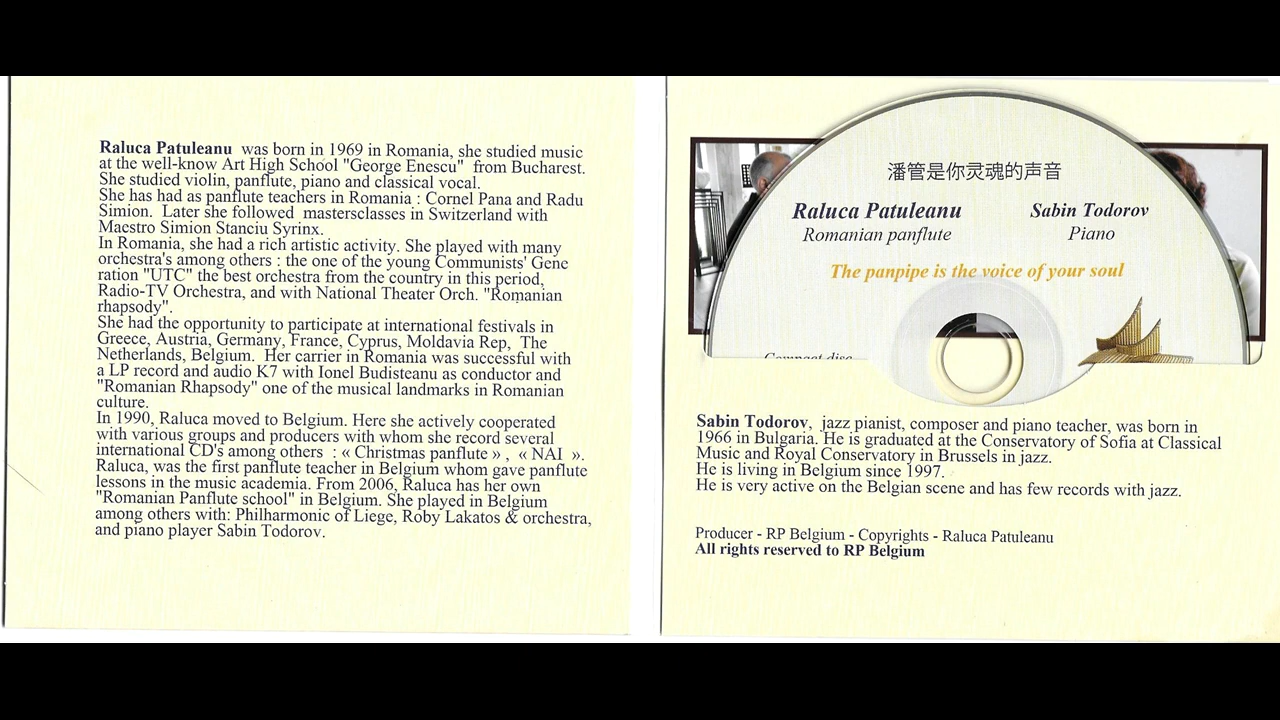 Raluca Patuleanu was born in 1969 in Romania, she studied music
at the well-know Art High School "George Enescu" from Bucharest.
She studied violin, panflute, piano and classical vocal.
She has had as panflute teachers in Romania : Cornel Pana and Radu
Simion. Later she followed mastersclasses in Switzerland with
Maestro Simion Stanciu Syrinx.
In Romania, she had a rich artistic activity. She played with many
orchestra's among others : the one of the young Communists' Gene
ration "UTC" the best orchestra from the country in this period,
Radio-TV Orchestra, and with National Theater Orch. "Romanian
rhapsody".
She had the opportunity to participate at international festivals in
Greece, Austria, Germany, France, Cyprus, Moldavia Rep, The
Netherlands, Belgium. Her carrier in Romania was successful with
a LP record and audio K7 with Ionel Budisteanu as conductor and
"Romanian Rhapsody" one of the musical landmarks in Romanian
culture.
In 1990, Raluca moved to Belgium. Here she actively cooperated
with various groups and producers with whom she record several
international CD's among others : « Christmas panflute » , « NAI ».
Raluca, was the first panflute teacher in Belgium whom gave panflute
lessons in the music academia. From 2006, Raluca has her own
"Romanian Panflute school" in Belgium. She played in Belgium
among others with: Philharmonic of Liege, Roby Lakatos & orchestra,
and piano player Sabin Todorov.
潘管是你灵魂的声音
Raluca Patuleanu Sabin Todorov
Romanian panflute Piano
The panpipe is the voice of your soul
Compact disc
Sabin Todorov, jazz pianist, composer and piano teacher, was born in
1966 in Bulgaria. He is graduated at the Conservatory of Sofia at Classical
Music and Royal Conservatory in Brussels in jazz.
He is living in Belgium since 1997.
He is very active on the Belgian scene and has few records with jazz.
Producer - RP Belgium - Copyrights - Raluca Patuleanu
All rights reserved to RP Belgium